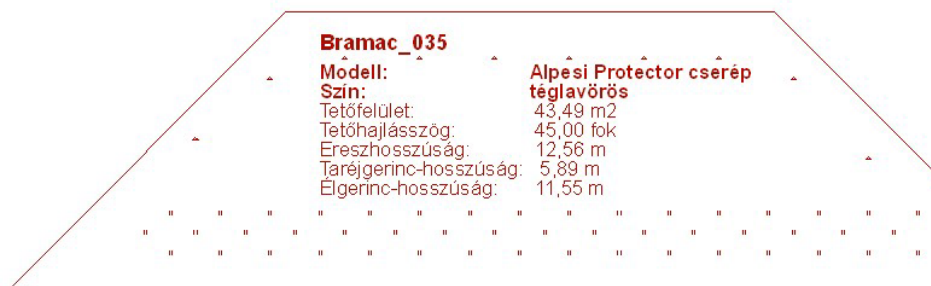 Bramac_035
Modell: Alpesi Protector cserép
Szín: téglavörös
Tetőfelület: 43,49 m2
Tetőhajlásszög: 45,00 fok
Ereszhosszúság: 12,56 m
Taréjgerinc-hosszúság: 5,89 m
Élgerinc-hosszúság: 11,55 m